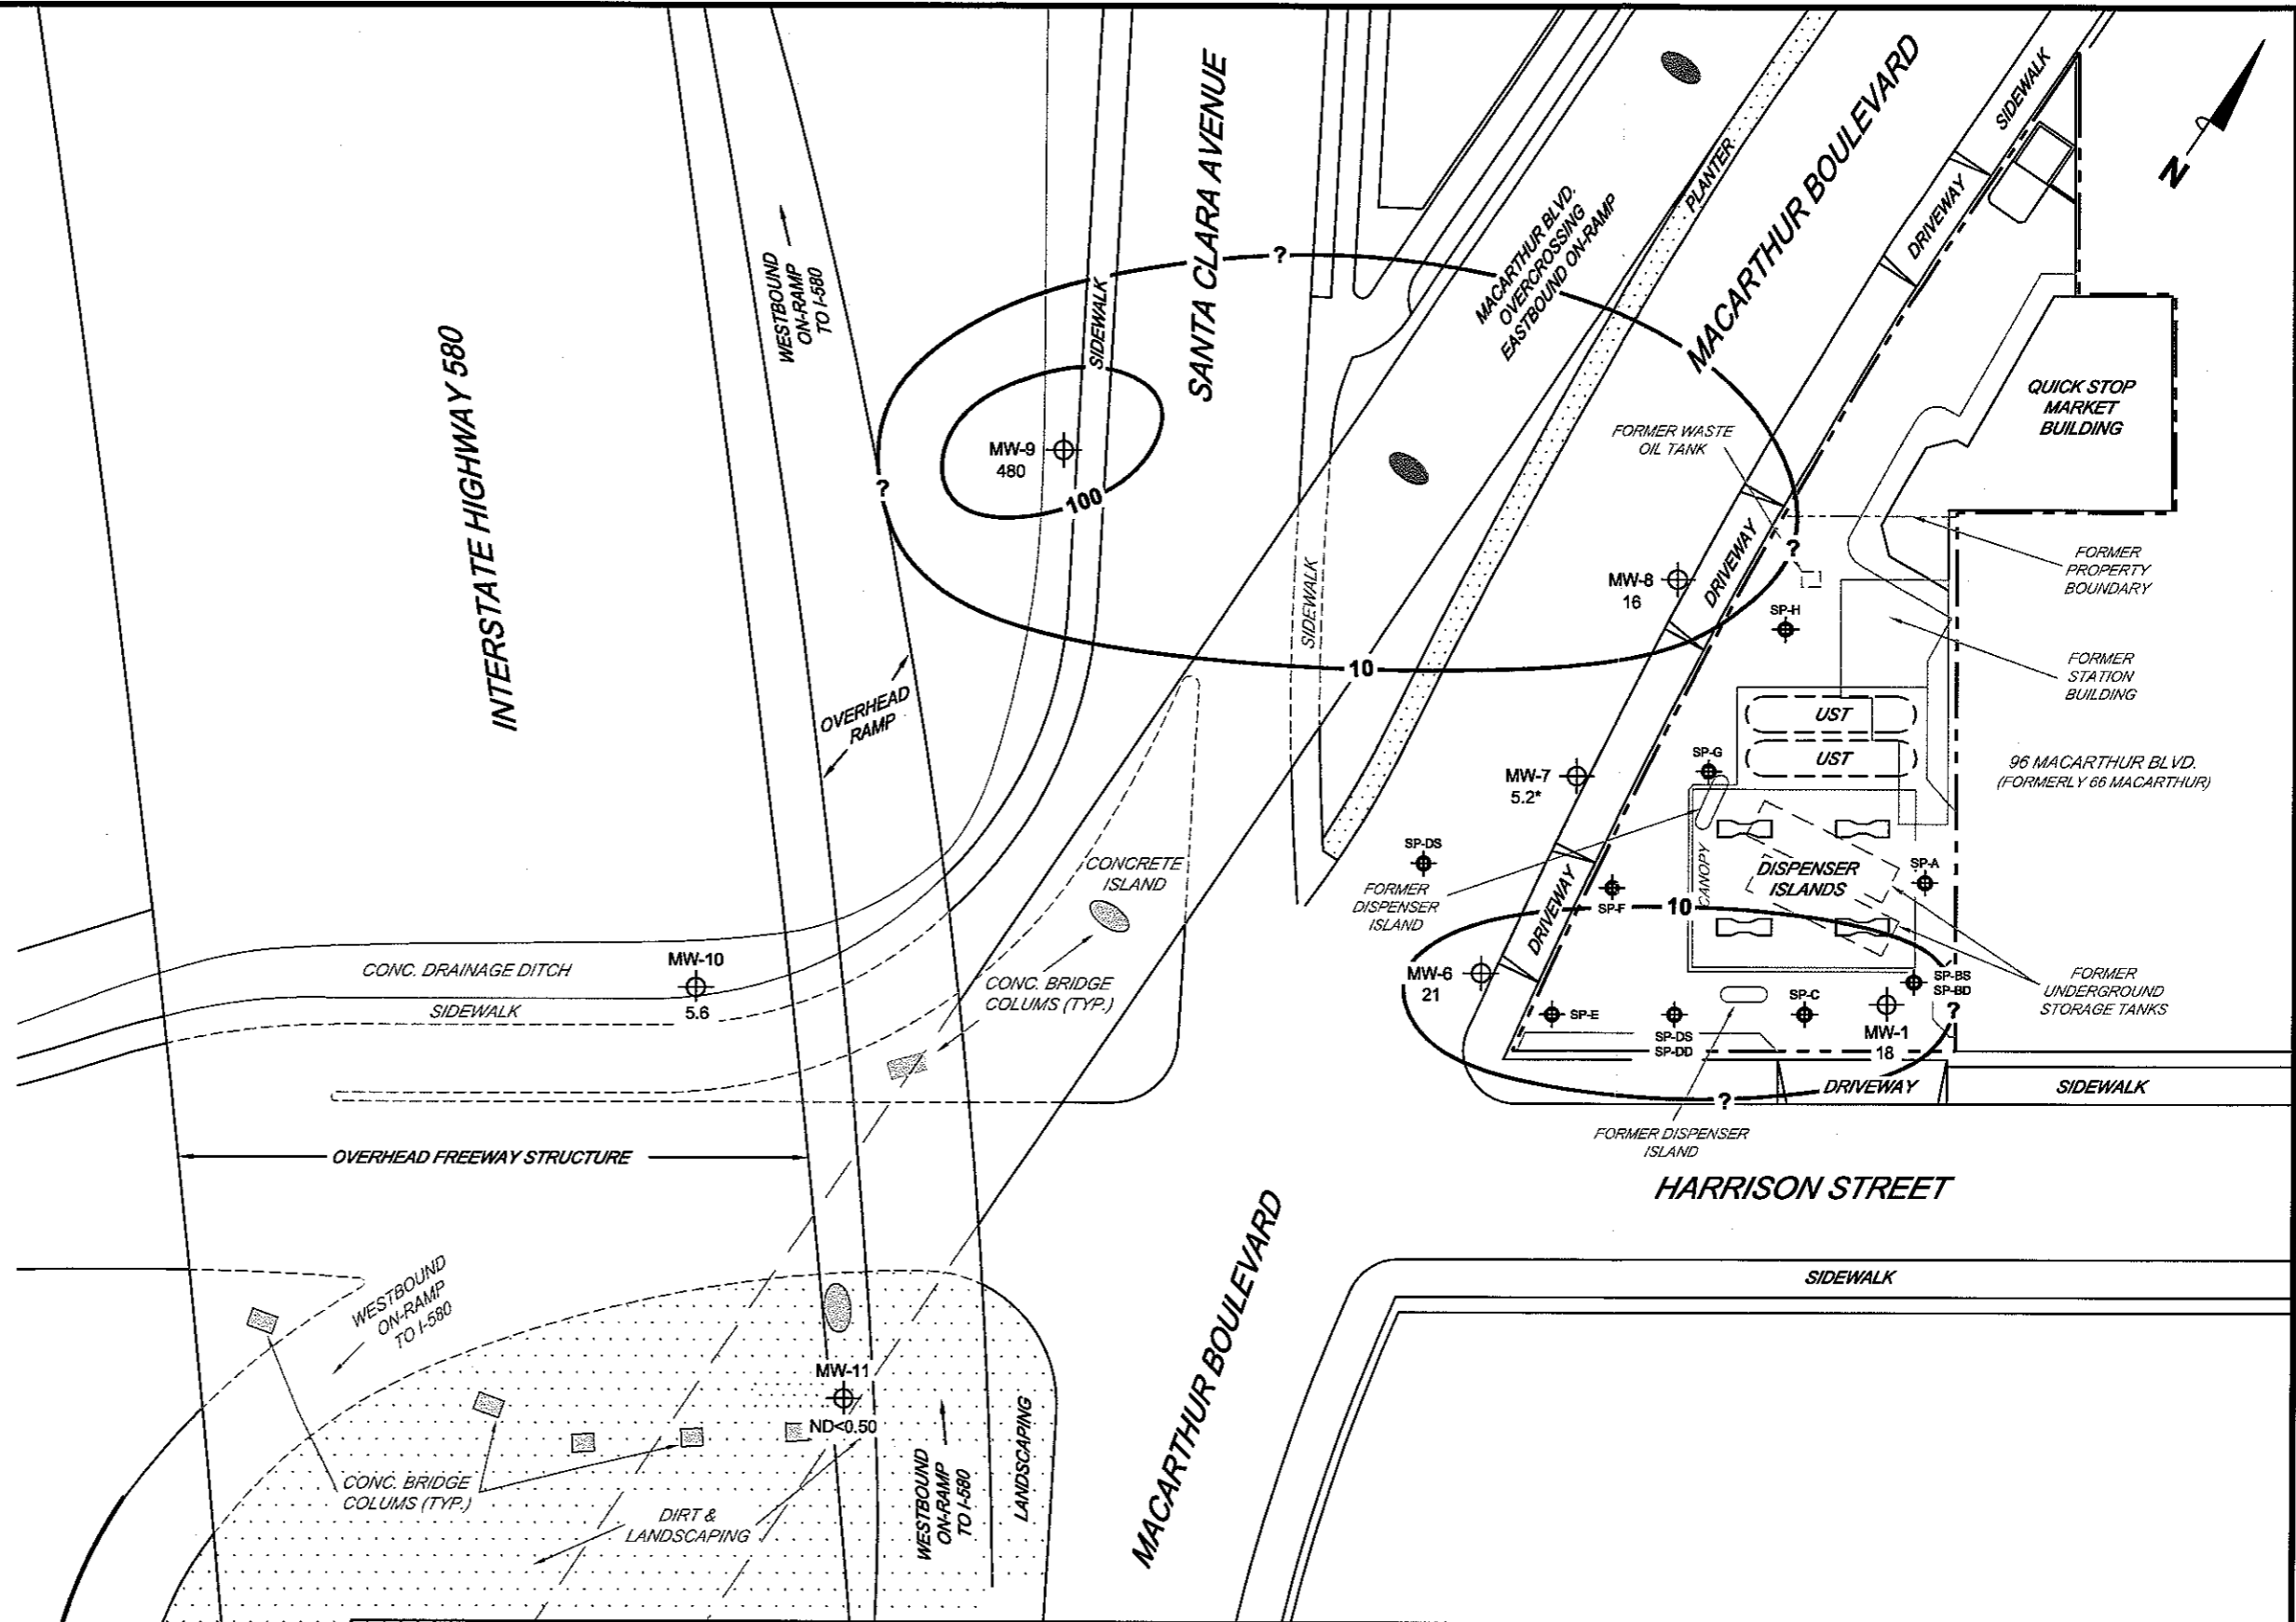 INTERSTATE HIGHWAY 580
WESTBOUND
ON-RAMP
TO I-580
SANTA CLARA AVENUE
SIDEWALK
MACARTHUR BLVD.
OVERCROSSING
EASTBOUND ON-RAMP
PLANTER
MACARTHUR BOULEVARD
SIDEWALK
DRIVEWAY
N
QUICK STOP
MARKET
BUILDING
?
?
MW-9
480
100
FORMER WASTE
OIL TANK
?
DRIVEWAY
MW-8
16
SP-H
FORMER
PROPERTY
BOUNDARY
FORMER
STATION
BUILDING
SIDEWALK
10
OVERHEAD
RAMP
UST
UST
SP-G
MW-7
5.2*
96 MACARTHUR BLVD.
(FORMERLY 66 MACARTHUR)
SP-DS
CANOPY
DISPENSER
ISLANDS
SP-A
CONCRETE
ISLAND
FORMER
DISPENSER
ISLAND
DRIVEWAY
SP-F
10
MW-10
5.6
CONC. DRAINAGE DITCH
SIDEWALK
CONC. BRIDGE
COLUMS (TYP.)
MW-6
21
SP-E
SP-DS
SP-DD
SP-C
SP-BS
SP-BD
MW-1
18
?
FORMER
UNDERGROUND
STORAGE TANKS
?
DRIVEWAY
SIDEWALK
FORMER DISPENSER
ISLAND
OVERHEAD FREEWAY STRUCTURE
HARRISON STREET
SIDEWALK
WESTBOUND
ON-RAMP
TO I-580
MW-11
ND<0.50
MACARTHUR BOULEVARD
LANDSCAPING
WESTBOUND
ON-RAMP
TO I-580
CONC. BRIDGE
COLUMS (TYP.)
DIRT &
LANDSCAPING